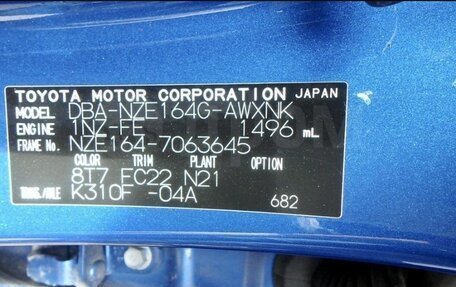 TOYOTA MOTOR CORPORATION JAPAN
MODEL DBA-NZE164G-AWXNK
ENGINE 1NZ-FE 1496 mL
FRAME No. NZE164-7063645
COLOR TRIM PLANT OPTION
8T7 FC22 N21
TRANS./AXLE K310F -04A
682